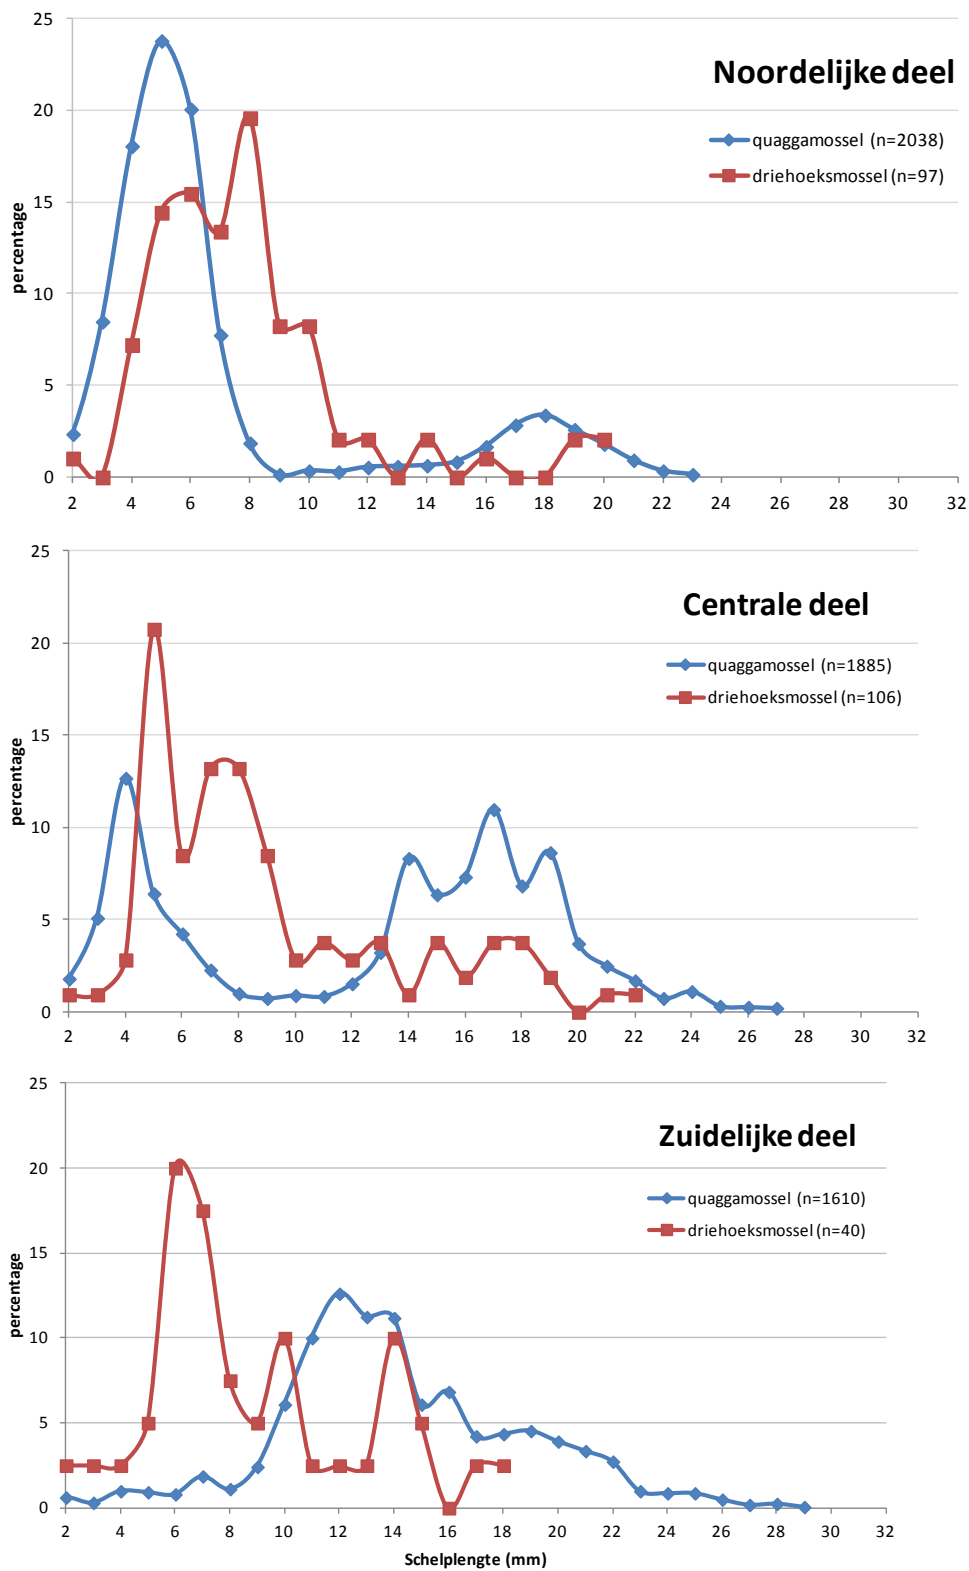 Noordelijke deel
quaggamossel (n=2038)
driehoeksmossel (n=97)
percentage
25
20
15
10
5
0
2 4 6 8 10 12 14 16 18 20 22 24 26 28 30 32
Centrale deel
quaggamossel (n=1885)
driehoeksmossel (n=106)
percentage
25
20
15
10
5
0
2 4 6 8 10 12 14 16 18 20 22 24 26 28 30 32
Zuidelijke deel
quaggamossel (n=1610)
driehoeksmossel (n=40)
percentage
25
20
15
10
5
0
2 4 6 8 10 12 14 16 18 20 22 24 26 28 30 32
Schelplengte (mm)